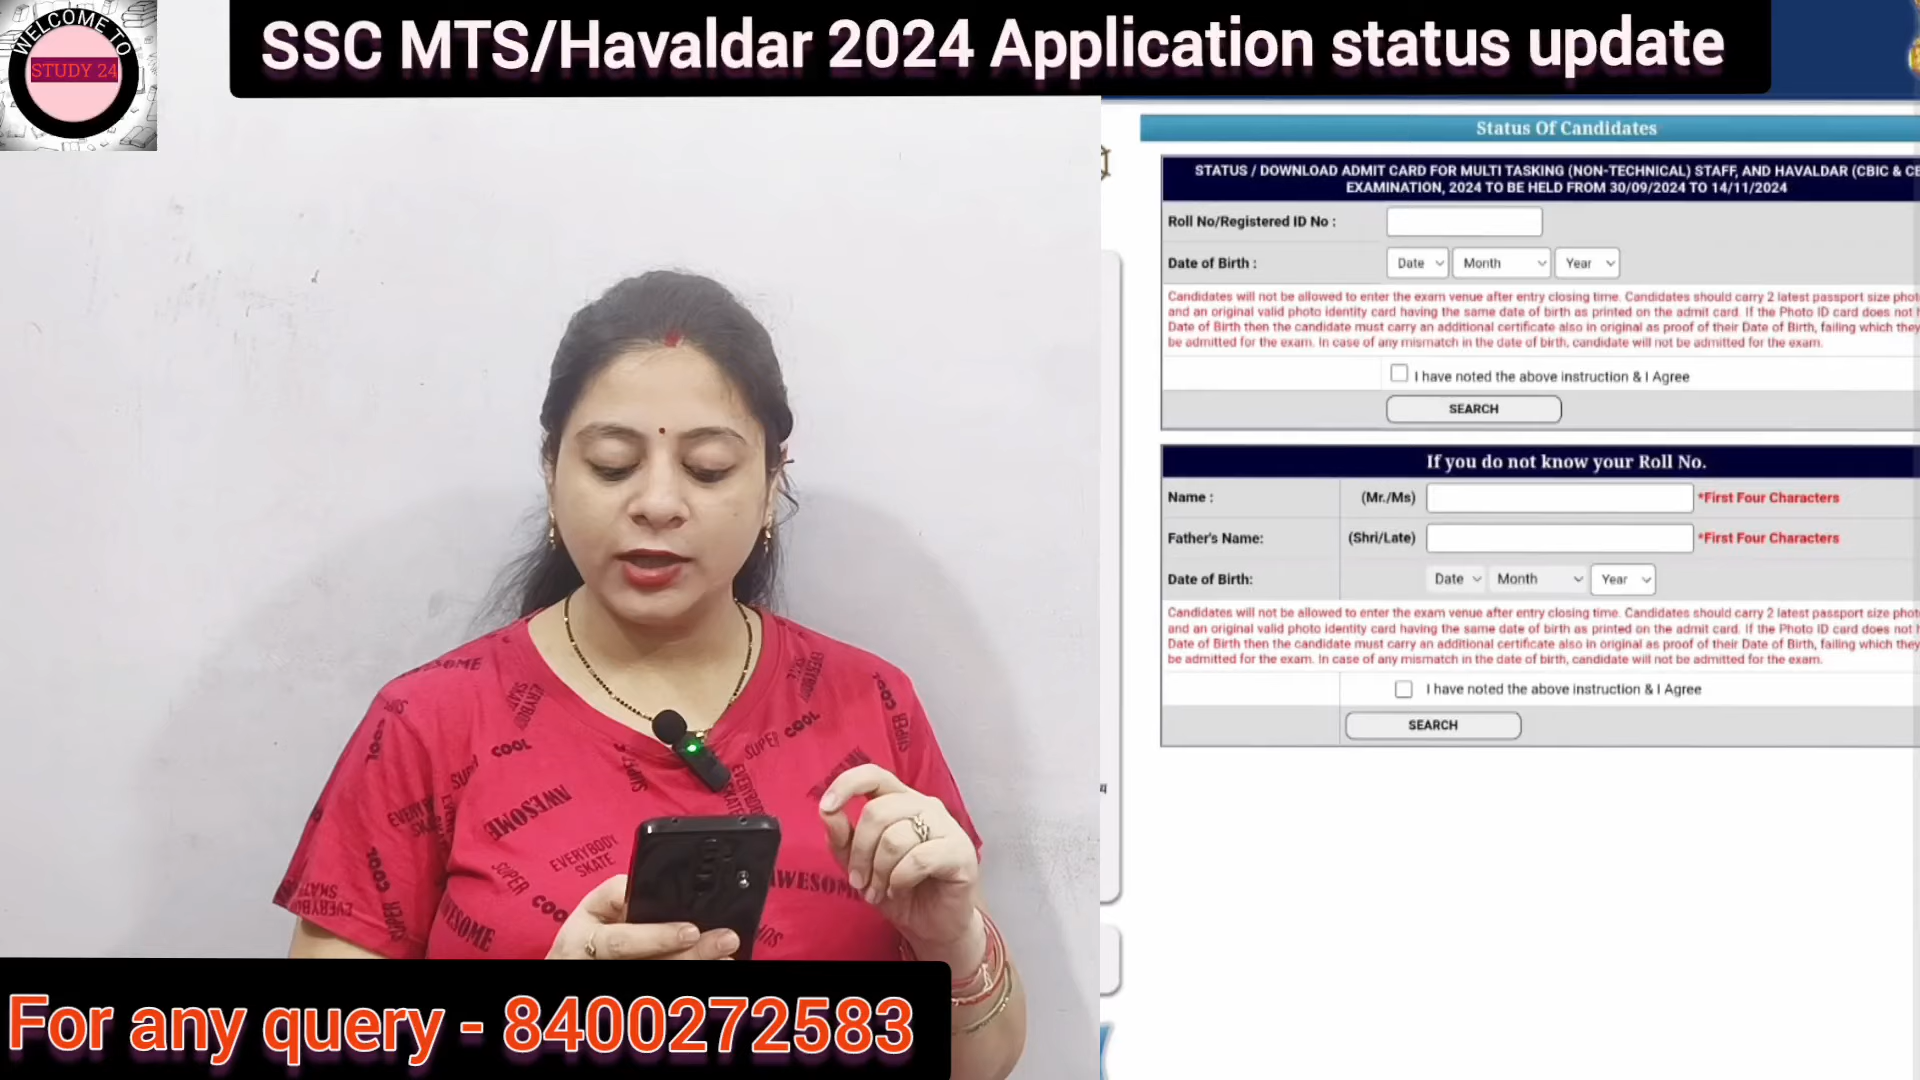 WELCOME TO
STUDY 24
SSC MTS/Havaldar 2024 Application status update
Status Of Candidates
STATUS / DOWNLOAD ADMIT CARD FOR MULTI TASKING (NON-TECHNICAL) STAFF, AND HAVALDAR (CBIC & CB
EXAMINATION, 2024 TO BE HELD FROM 30/09/2024 TO 14/11/2024
Roll No/Registered ID No :
Date of Birth : Date Month Year
Candidates will not be allowed to enter the exam venue after entry closing time. Candidates should carry 2 latest passport size phot
and an original valid photo identity card having the same date of birth as printed on the admit card. If the Photo ID card does not
Date of Birth then the candidate must carry an additional certificate also in original as proof of their Date of Birth, failing which they
be admitted for the exam. In case of any mismatch in the date of birth, candidate will not be admitted for the exam.
I have noted the above instruction & I Agree
SEARCH
If you do not know your Roll No.
Name : (Mr./Ms) *First Four Characters
Father's Name: (Shri/Late) *First Four Characters
Date of Birth: Date Month Year
Candidates will not be allowed to enter the exam venue after entry closing time. Candidates should carry 2 latest passport size phot
and an original valid photo identity card having the same date of birth as printed on the admit card. If the Photo ID card does not
Date of Birth then the candidate must carry an additional certificate also in original as proof of their Date of Birth, failing which they
be admitted for the exam. In case of any mismatch in the date of birth, candidate will not be admitted for the exam.
I have noted the above instruction & I Agree
SEARCH
AWESOME
EVERYBODY
SKATE
SUPER
COOL
For any query - 8400272583